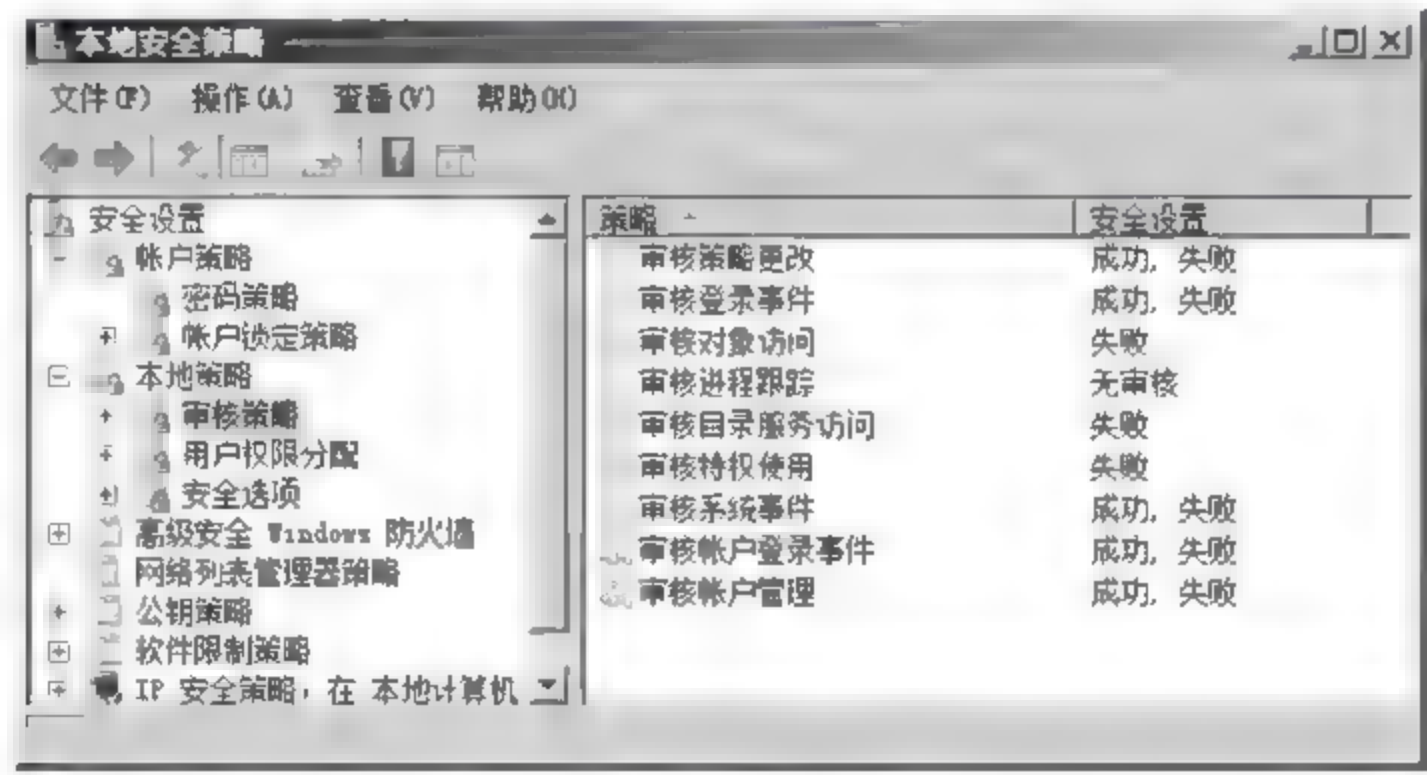 本地安全策略
文件(F) 操作(A) 查看(V) 帮助(H)
安全设置
帐户策略
密码策略
帐户锁定策略
本地策略
审核策略
用户权限分配
安全选项
高级安全 Windows 防火墙
网络列表管理器策略
公钥策略
软件限制策略
IP 安全策略，在 本地计算机
策略 安全设置
审核策略更改 成功, 失败
审核登录事件 成功, 失败
审核对象访问 失败
审核进程跟踪 无审核
审核目录服务访问 失败
审核特权使用 失败
审核系统事件 成功, 失败
审核帐户登录事件 成功, 失败
审核帐户管理 成功, 失败